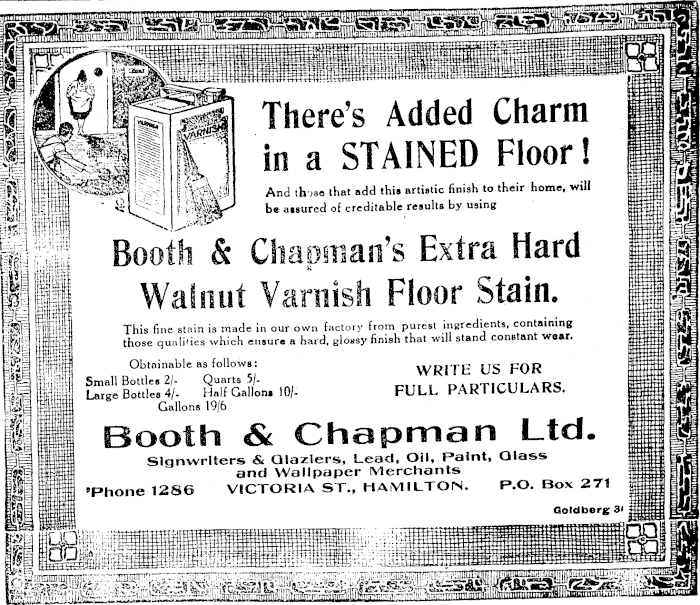 VARNISH
There's Added Charm
in a STAINED Floor!
And those that add this artistic finish to their home, will
be assured of creditable results by using
Booth & Chapman's Extra Hard
Walnut Varnish Floor Stain.
This fine stain is made in our own factory from purest ingredients, containing
those qualities which ensure a hard, glossy finish that will stand constant wear.
Obtainable as follows:
Small Bottles 2/- Quarts 5/-
Large Bottles 4/- Half Gallons 10/-
Gallons 19/6
WRITE US FOR
FULL PARTICULARS.
Booth & Chapman Ltd.
Signwriters & Glaziers, Lead, Oil, Paint, Glass
and Wallpaper Merchants
'Phone 1286 VICTORIA ST., HAMILTON. P.O. Box 271
Goldberg